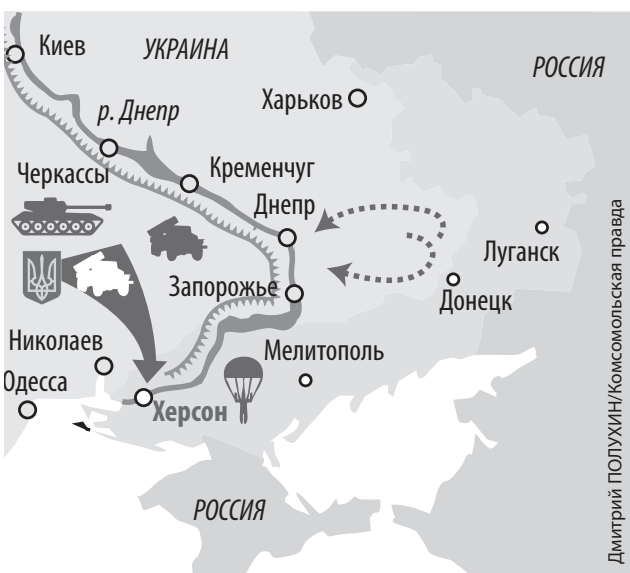 Киев
УКРАИНА
РОССИЯ
Харьков
р. Днепр
Черкассы
Кременчуг
Днепр
Луганск
Запорожье
Донецк
Николаев
Мелитополь
Одесса
Херсон
РОССИЯ
Дмитрий ПОЛУХИН/Комсомольская правда